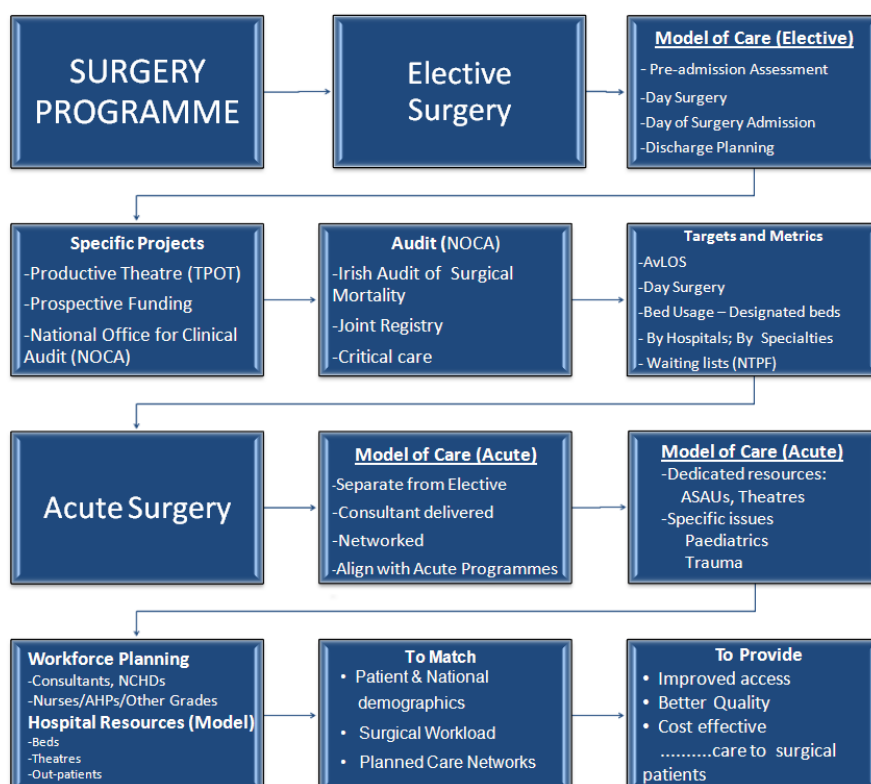 SURGERY
PROGRAMME
Elective
Surgery
Model of Care (Elective)
- Pre-admission Assessment
-Day Surgery
-Day of Surgery Admission
-Discharge Planning
Specific Projects
-Productive Theatre (TPOT)
-Prospective Funding
-National Office for Clinical
Audit (NOCA)
Audit (NOCA)
-Irish Audit of Surgical
Mortality
-Joint Registry
-Critical care
Targets and Metrics
-AvLOS
-Day Surgery
-Bed Usage – Designated beds
- By Hospitals; By Specialties
- Waiting lists (NTPF)
Acute Surgery
Model of Care (Acute)
-Separate from Elective
-Consultant delivered
-Networked
-Align with Acute Programmes
Model of Care (Acute)
-Dedicated resources:
ASAUs, Theatres
-Specific issues
Paediatrics
Trauma
Workforce Planning
-Consultants, NCHDs
-Nurses/AHPs/Other Grades
Hospital Resources (Model)
-Beds
-Theatres
-Out-patients
To Match
• Patient & National
demographics
• Surgical Workload
• Planned Care Networks
To Provide
• Improved access
• Better Quality
• Cost effective
..........care to surgical
patients